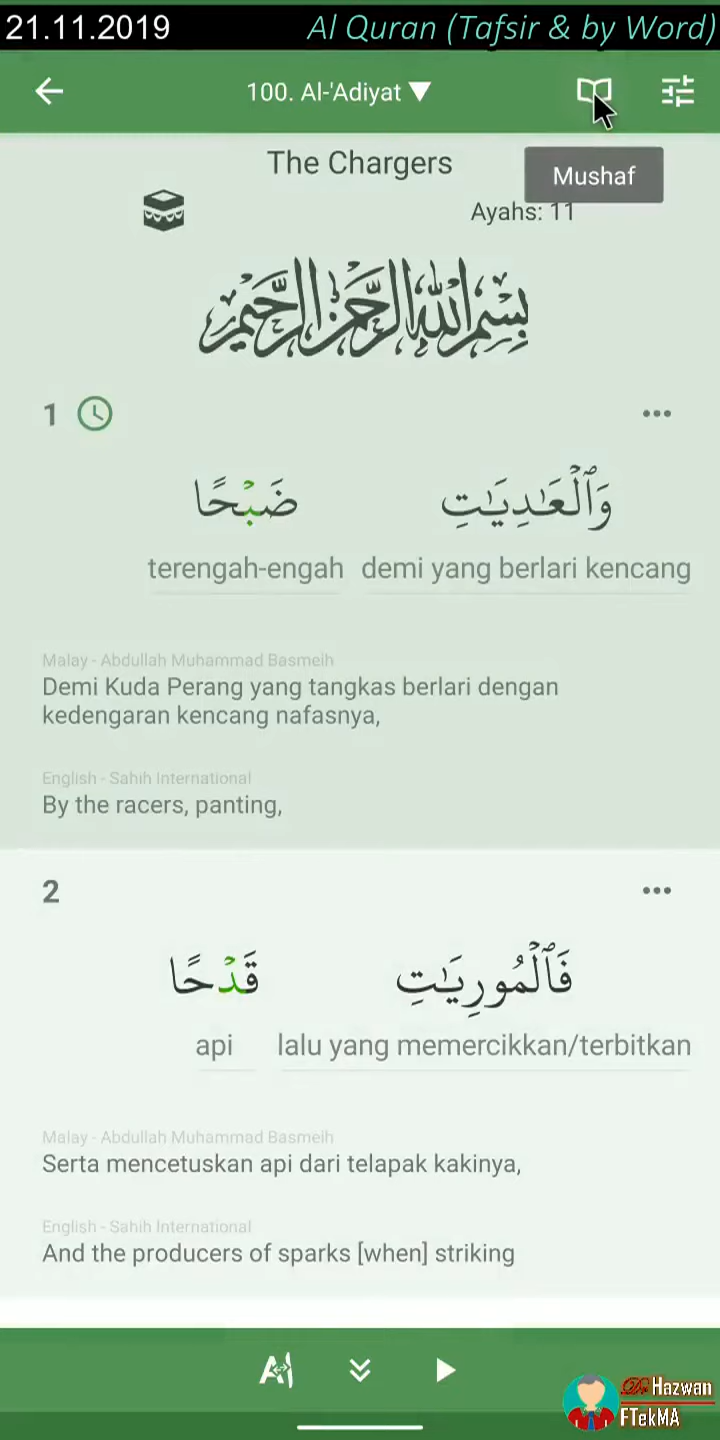 21.11.2019 Al Quran (Tafsir & by Word)
100. Al-'Adiyat ▼
The Chargers
Mushaf
Ayahs: 11
بِسْمِ اللَّهِ الرَّحْمَٰنِ الرَّحِيمِ
1
وَٱلْعَـٰدِيَـٰتِ ضَبْحًا
terengah-engah demi yang berlari kencang
Malay - Abdullah Muhammad Basmeih
Demi Kuda Perang yang tangkas berlari dengan
kedengaran kencang nafasnya,
English - Sahih International
By the racers, panting,
2
فَٱلْمُورِيَـٰتِ قَدْحًا
api lalu yang memercikkan/terbitkan
Malay - Abdullah Muhammad Basmeih
Serta mencetuskan api dari telapak kakinya,
English - Sahih International
And the producers of sparks [when] striking
Dr Hazwan
FTekMA